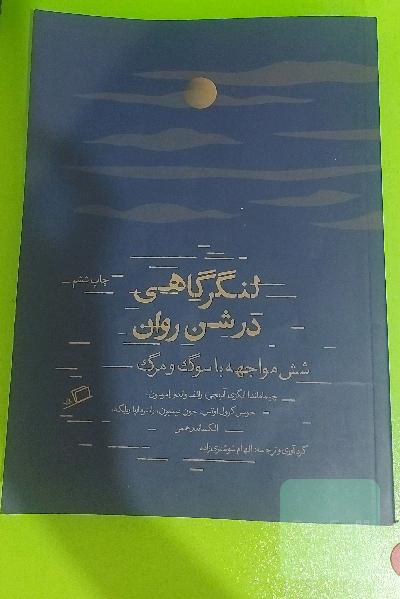 چاپ ششم
لنگرگاهی
در شن روان
شش مواجهه با سوگ و مرگ
چیماماندا انگزی آدیچی، رالف والدو امرسون،
جویس کرول اوتس، جون دیدیون، راینر ماریا ریلکه،
الکساندر همن
گردآوری و ترجمه: الهام شوشتری‌زاده